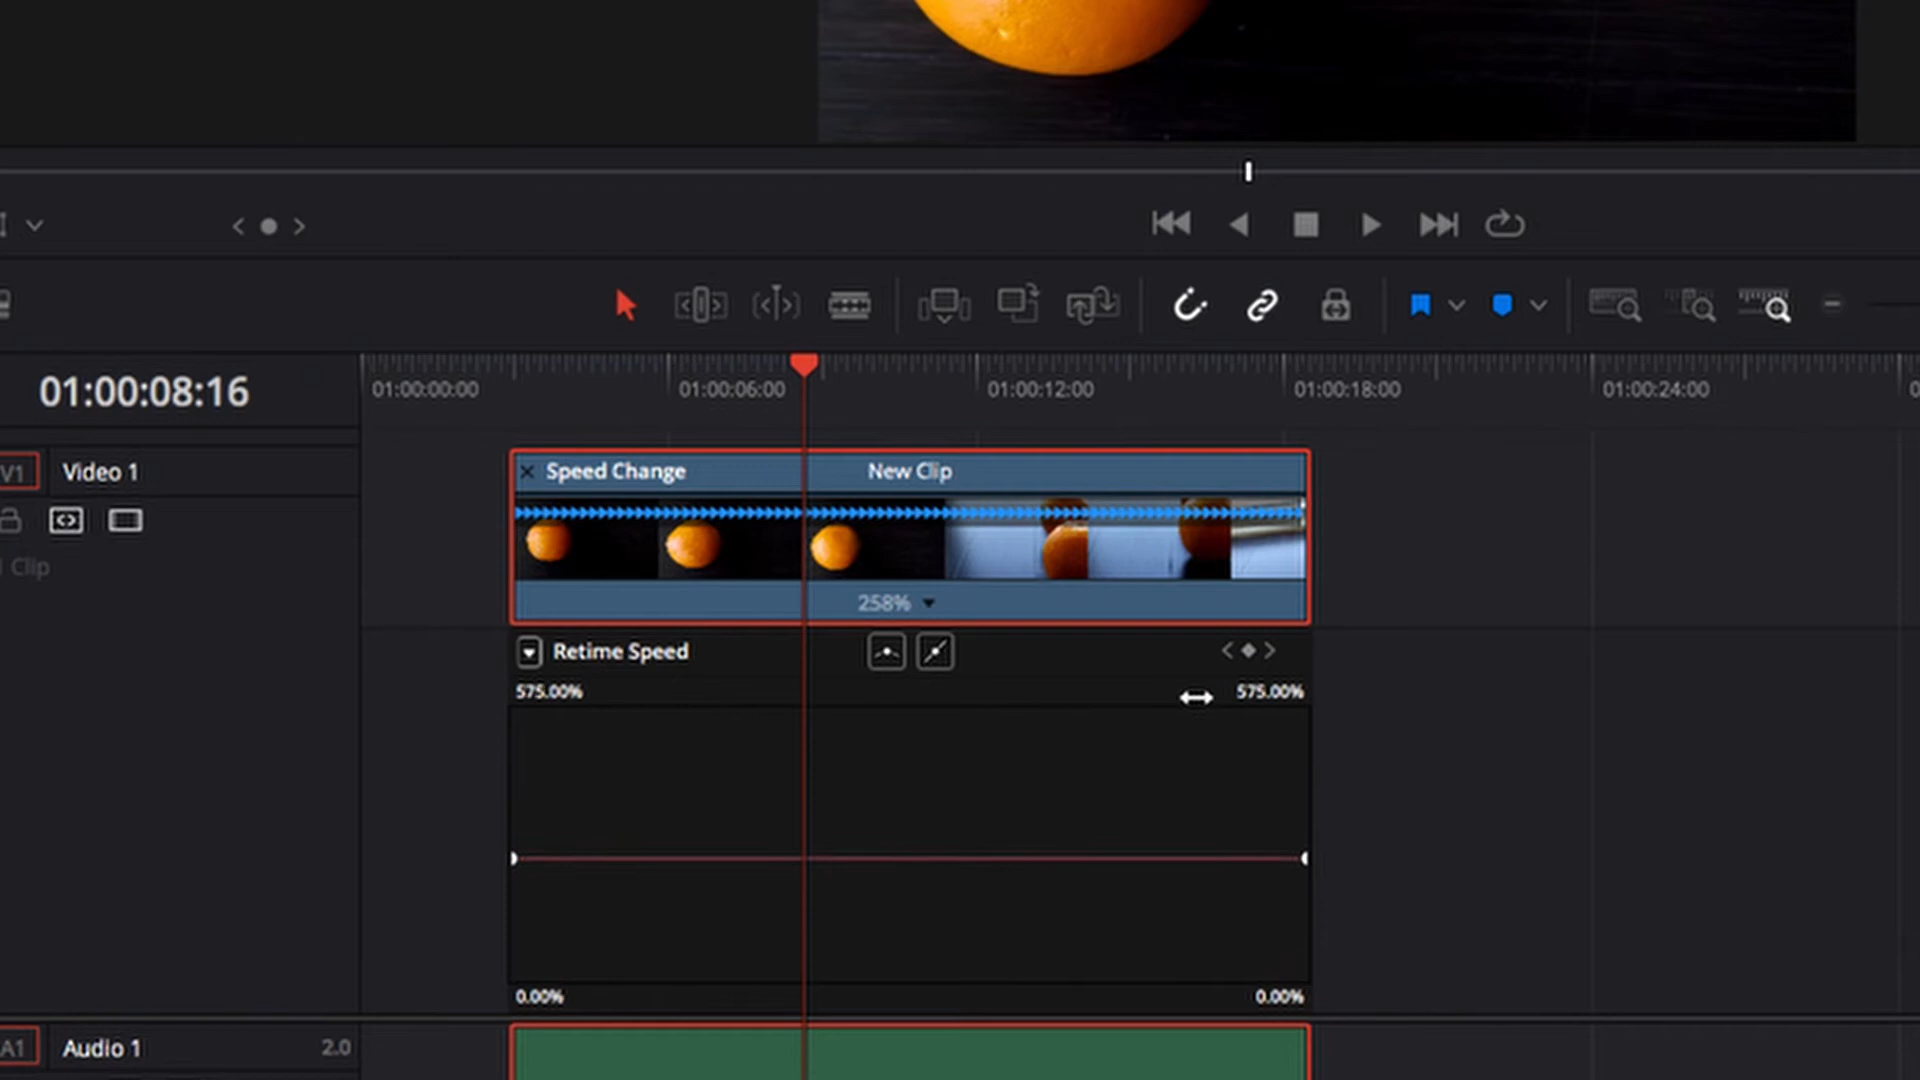 01:00:08:16
01:00:00:00
01:00:06:00
01:00:12:00
01:00:18:00
01:00:24:00
V1
Video 1
Clip
Speed Change
New Clip
258%
Retime Speed
575.00%
575.00%
0.00%
0.00%
A1
Audio 1
2.0